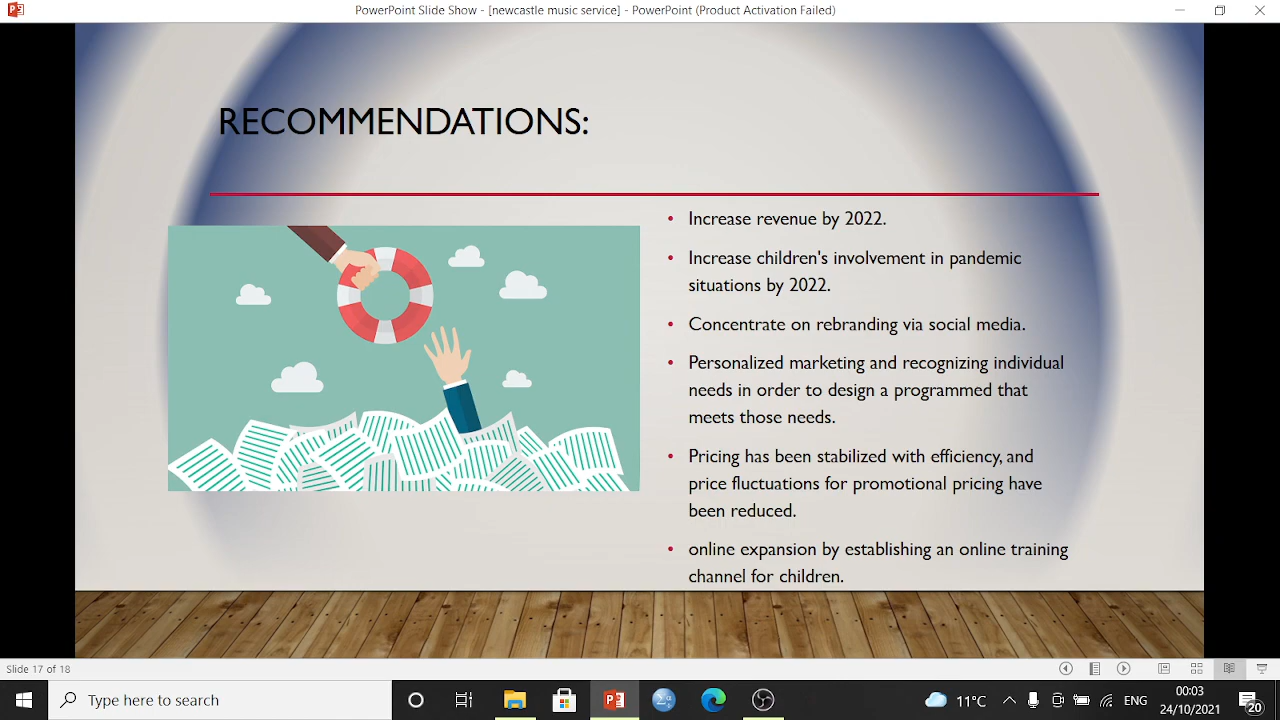 PowerPoint Slide Show - [newcastle music service] - PowerPoint (Product Activation Failed)
RECOMMENDATIONS:
• Increase revenue by 2022.
• Increase children's involvement in pandemic
situations by 2022.
• Concentrate on rebranding via social media.
• Personalized marketing and recognizing individual
needs in order to design a programmed that
meets those needs.
• Pricing has been stabilized with efficiency, and
price fluctuations for promotional pricing have
been reduced.
• online expansion by establishing an online training
channel for children.
Slide 17 of 18
Type here to search
11°C
ENG
00:03
24/10/2021
20